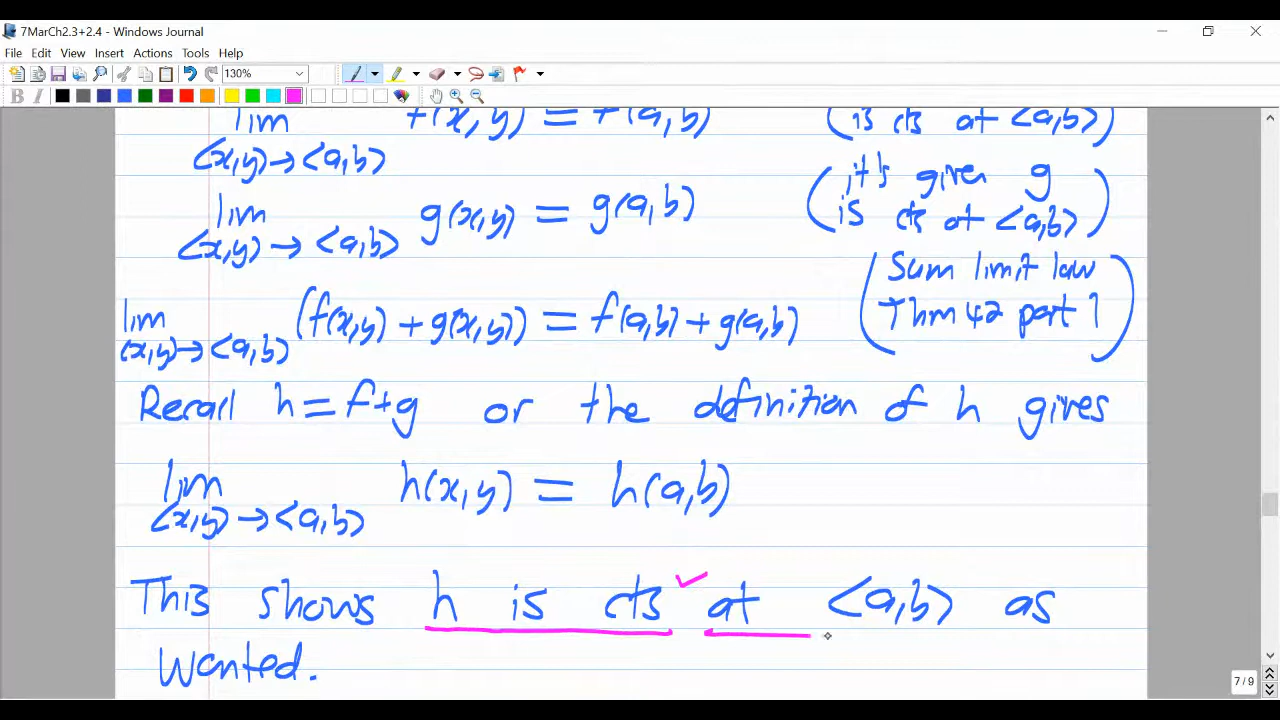 7MarCh2.3+2.4 - Windows Journal
File Edit View Insert Actions Tools Help
130%
B I
lim f(x,y) = f(a,b) (is cts at <a,b>)
<x,y>→<a,b>
lim g(x,y) = g(a,b) (it's given g is cts at <a,b>)
<x,y>→<a,b>
lim (f(x,y)+g(x,y)) = f(a,b)+g(a,b) (Sum limit law Thm 42 part 1)
<x,y>→<a,b>
Recall h=f+g or the definition of h gives
lim h(x,y) = h(a,b)
<x,y>→<a,b>
This shows h is cts ✓ at <a,b> as
wanted.
7 / 9